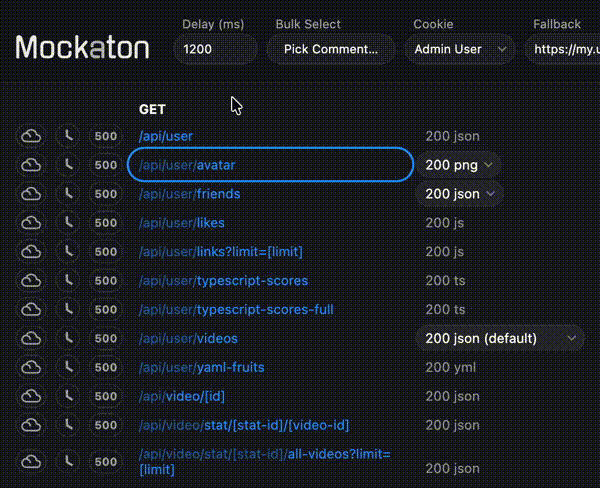 Mockaton
Delay (ms)
Bulk Select
Cookie
Fallback
1200
Pick Comment...
Admin User
https://my.u
GET
500 /api/user 200 json
500 /api/user/avatar 200 png
500 /api/user/friends 200 json
500 /api/user/likes 200 js
500 /api/user/links?limit=[limit] 200 js
500 /api/user/typescript-scores 200 ts
500 /api/user/typescript-scores-full 200 ts
500 /api/user/videos 200 json (default)
500 /api/user/yaml-fruits 200 yml
500 /api/video/[id] 200 json
500 /api/video/stat/[stat-id]/[video-id] 200 json
500 /api/video/stat/[stat-id]/all-videos?limit=
[limit] 200 json